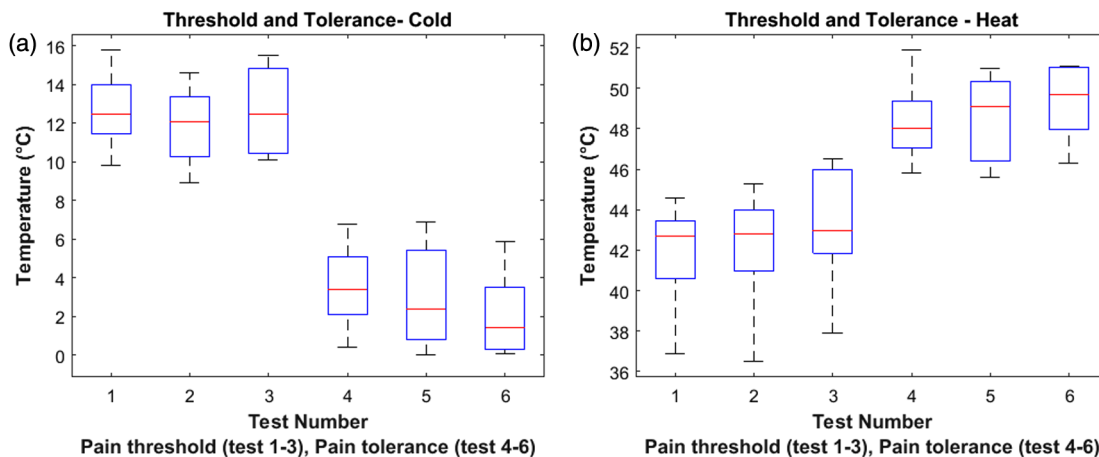 (a)
Threshold and Tolerance- Cold
Temperature (°C)
16
14
12
10
8
6
4
2
0
1 2 3 4 5 6
Test Number
Pain threshold (test 1-3), Pain tolerance (test 4-6)
(b)
Threshold and Tolerance - Heat
Temperature (°C)
52
50
48
46
44
42
40
38
36
1 2 3 4 5 6
Test Number
Pain threshold (test 1-3), Pain tolerance (test 4-6)